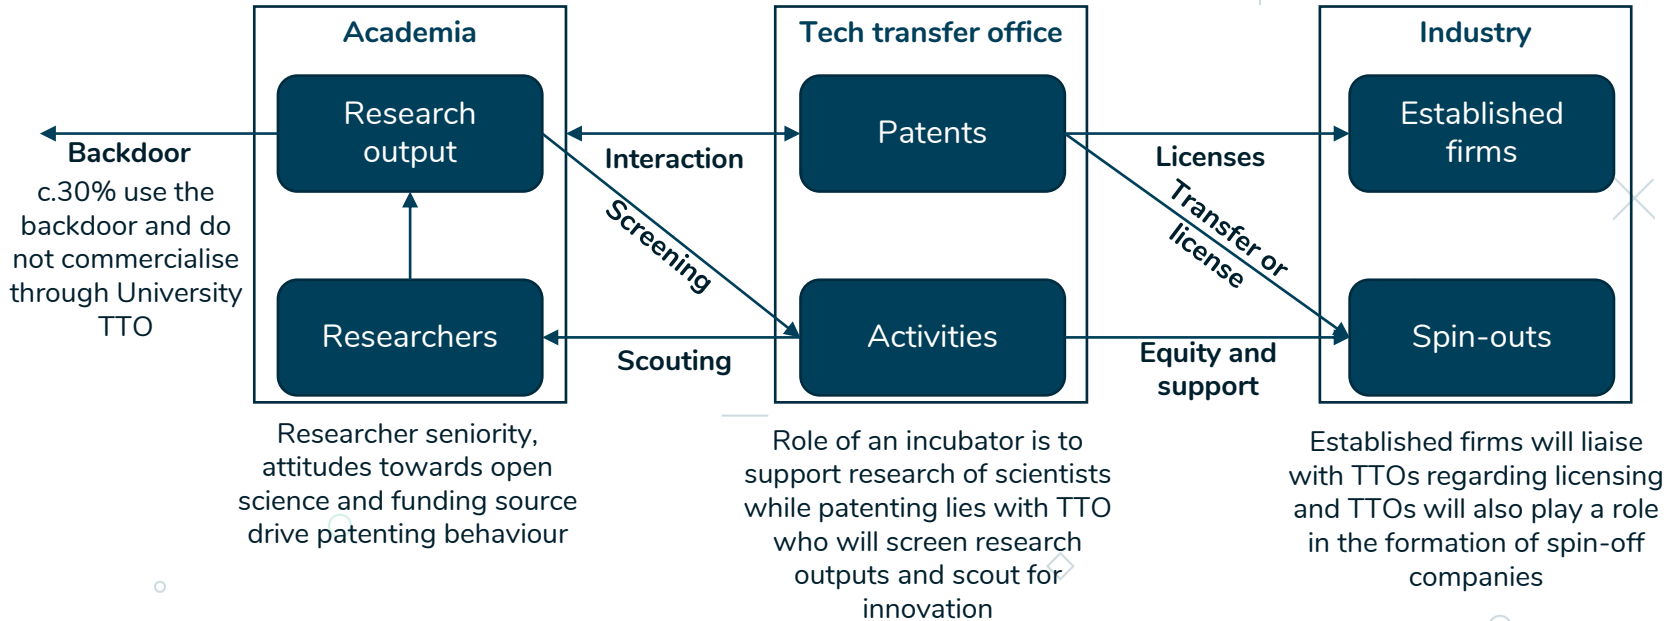 Academia
Tech transfer office
Industry
Research
output
Patents
Established
firms
Backdoor
c.30% use the
backdoor and do
not commercialise
through University
TTO
Interaction
Licenses
Screening
Transfer or
license
Researchers
Activities
Spin-outs
Scouting
Equity and
support
Researcher seniority,
attitudes towards open
science and funding source
drive patenting behaviour
Role of an incubator is to
support research of scientists
while patenting lies with TTO
who will screen research
outputs and scout for
innovation
Established firms will liaise
with TTOs regarding licensing
and TTOs will also play a role
in the formation of spin-off
companies